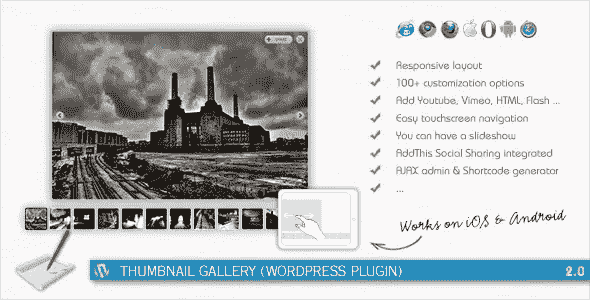 Responsive layout
100+ customization options
Add Youtube, Vimeo, HTML, Flash ...
Easy touchscreen navigation
You can have a slideshow
AddThis Social Sharing integrated
AJAX admin & Shortcode generator
...
Works on iOS & Android
THUMBNAIL GALLERY (WORDPRESS PLUGIN)
2.0